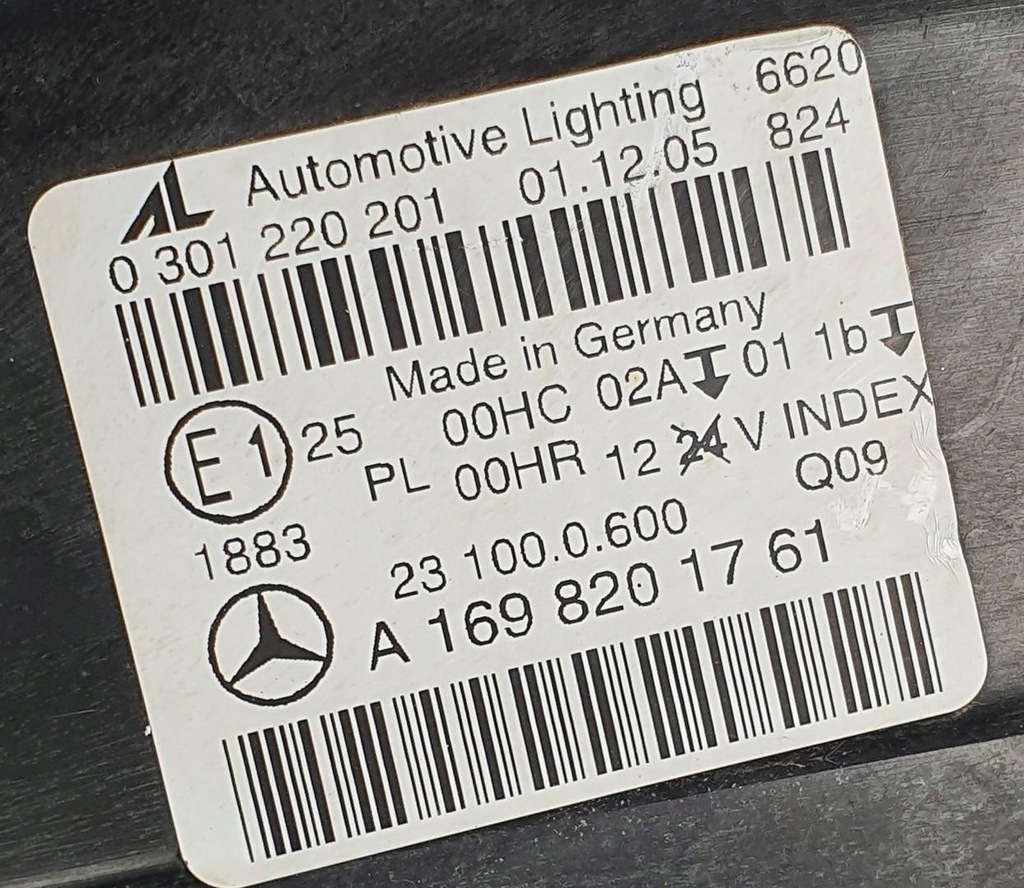 AL Automotive Lighting 6620
0 301 220 201 01.12.05 824
Made in Germany
E1 25 00HC 02A 01 1b
PL 00HR 12 24 V INDEX
1883 Q09
23 100.0.600
A 169 820 17 61